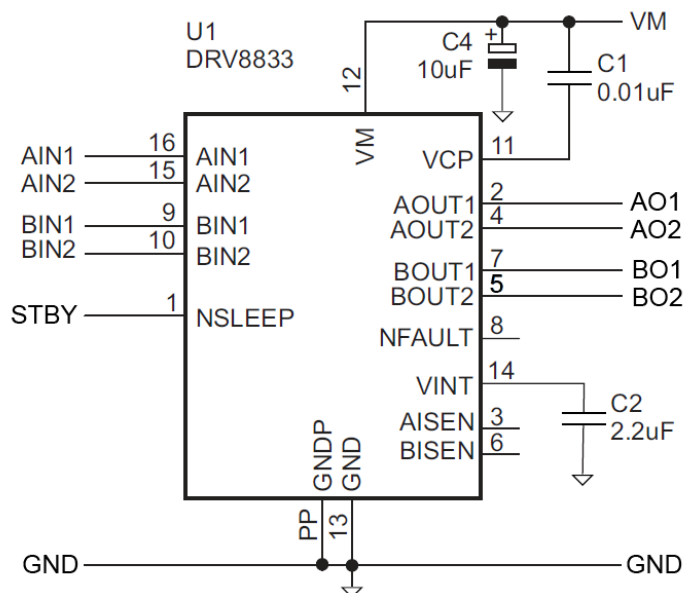 U1
DRV8833
VM
C4
+
10uF
C1
0.01uF
12
VM
VCP
11
AIN1
16
AIN1
AIN2
15
AIN2
AOUT1
2
AO1
AOUT2
4
AO2
BIN1
9
BIN1
BIN2
10
BIN2
BOUT1
7
BO1
BOUT2
5
BO2
STBY
1
NSLEEP
NFAULT
8
VINT
14
C2
2.2uF
AISEN
3
BISEN
6
GNDP
GND
PP
13
GND
GND